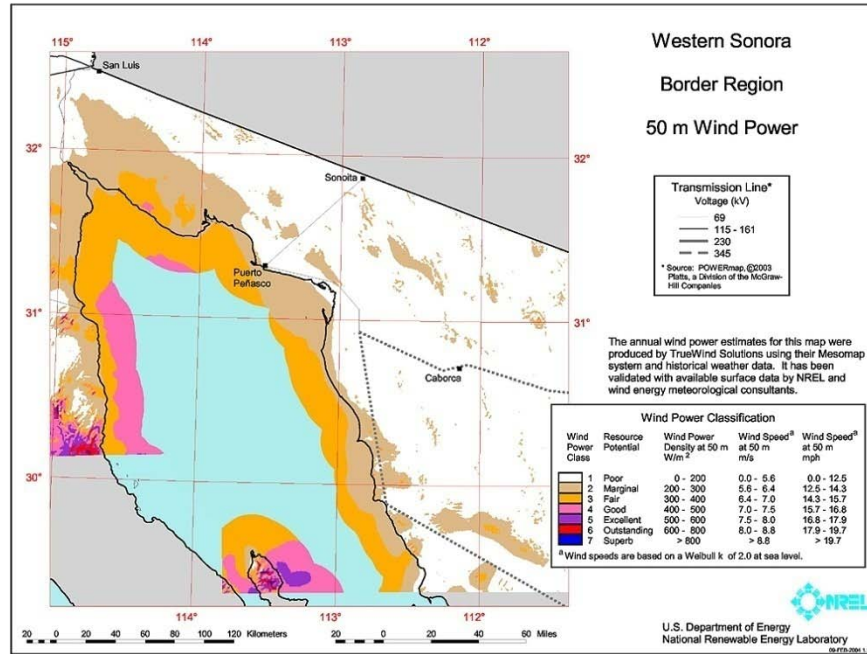 115°
114°
113°
112°
San Luis
32°
32°
Sonoita
Puerto
Peñasco
31°
31°
Caborca
30°
30°
114°
113°
112°
20 0 20 40 60 80 100 120 Kilometers
20 0 20 40 60 Miles
Western Sonora
Border Region
50 m Wind Power
Transmission Line*
Voltage (kV)
69
115 - 161
230
345
* Source: POWERmap, ©2003
Platts, a Division of the McGraw-
Hill Companies
The annual wind power estimates for this map were
produced by TrueWind Solutions using their Mesomap
system and historical weather data. It has been
validated with available surface data by NREL and
wind energy meteorological consultants.
Wind Power Classification
Wind Resource Wind Power Wind Speedᵃ Wind Speedᵃ
Power Potential Density at 50 m at 50 m at 50 m
Class W/m² m/s mph
1 Poor 0 - 200 0.0 - 5.6 0.0 - 12.5
2 Marginal 200 - 300 5.6 - 6.4 12.5 - 14.3
3 Fair 300 - 400 6.4 - 7.0 14.3 - 15.7
4 Good 400 - 500 7.0 - 7.5 15.7 - 16.8
5 Excellent 500 - 600 7.5 - 8.0 16.8 - 17.9
6 Outstanding 600 - 800 8.0 - 8.8 17.9 - 19.7
7 Superb > 800 > 8.8 > 19.7
ᵃ Wind speeds are based on a Weibull k of 2.0 at sea level.
NREL
U.S. Department of Energy
National Renewable Energy Laboratory